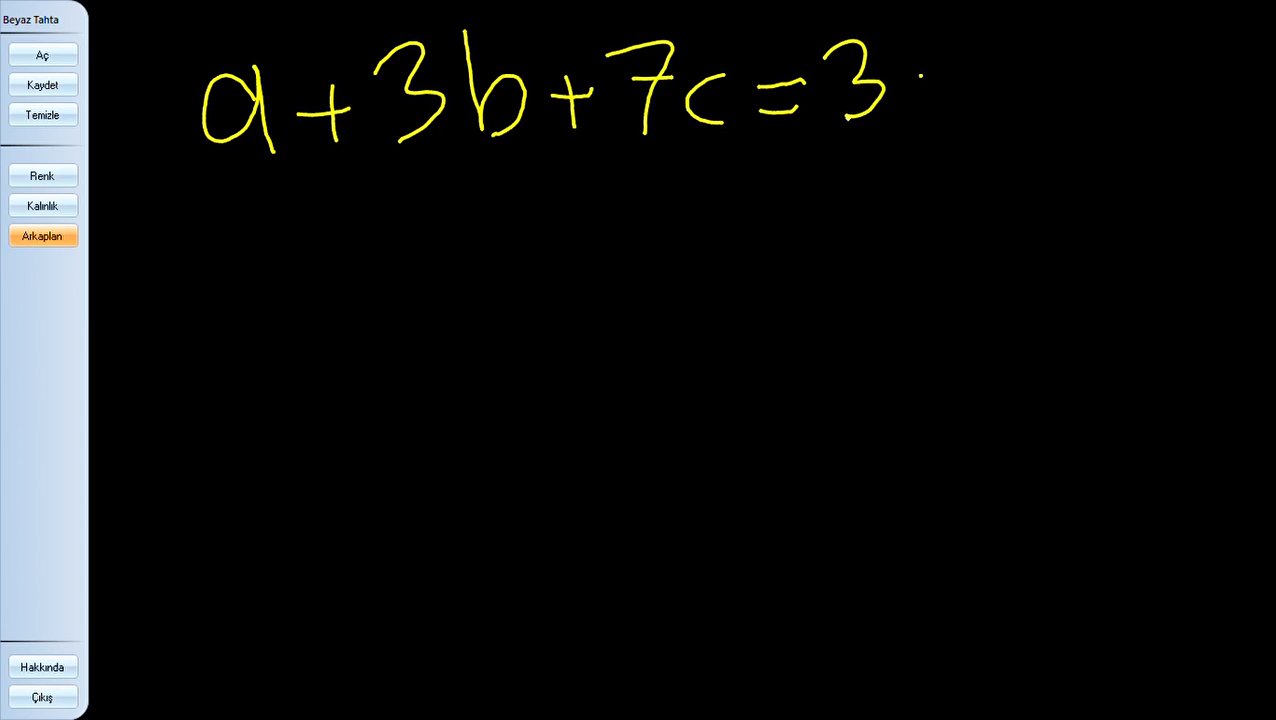 Beyaz Tahta
Aç
Kaydet
Temizle
Renk
Kalınlık
Arkaplan
Hakkında
Çıkış
a+3b+7c=3